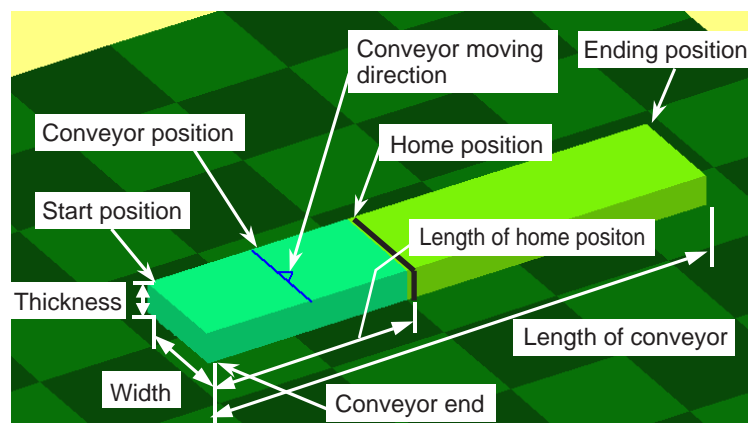 Conveyor moving
direction
Ending position
Conveyor position
Home position
Start position
Length of home positon
Thickness
Length of conveyor
Width
Conveyor end